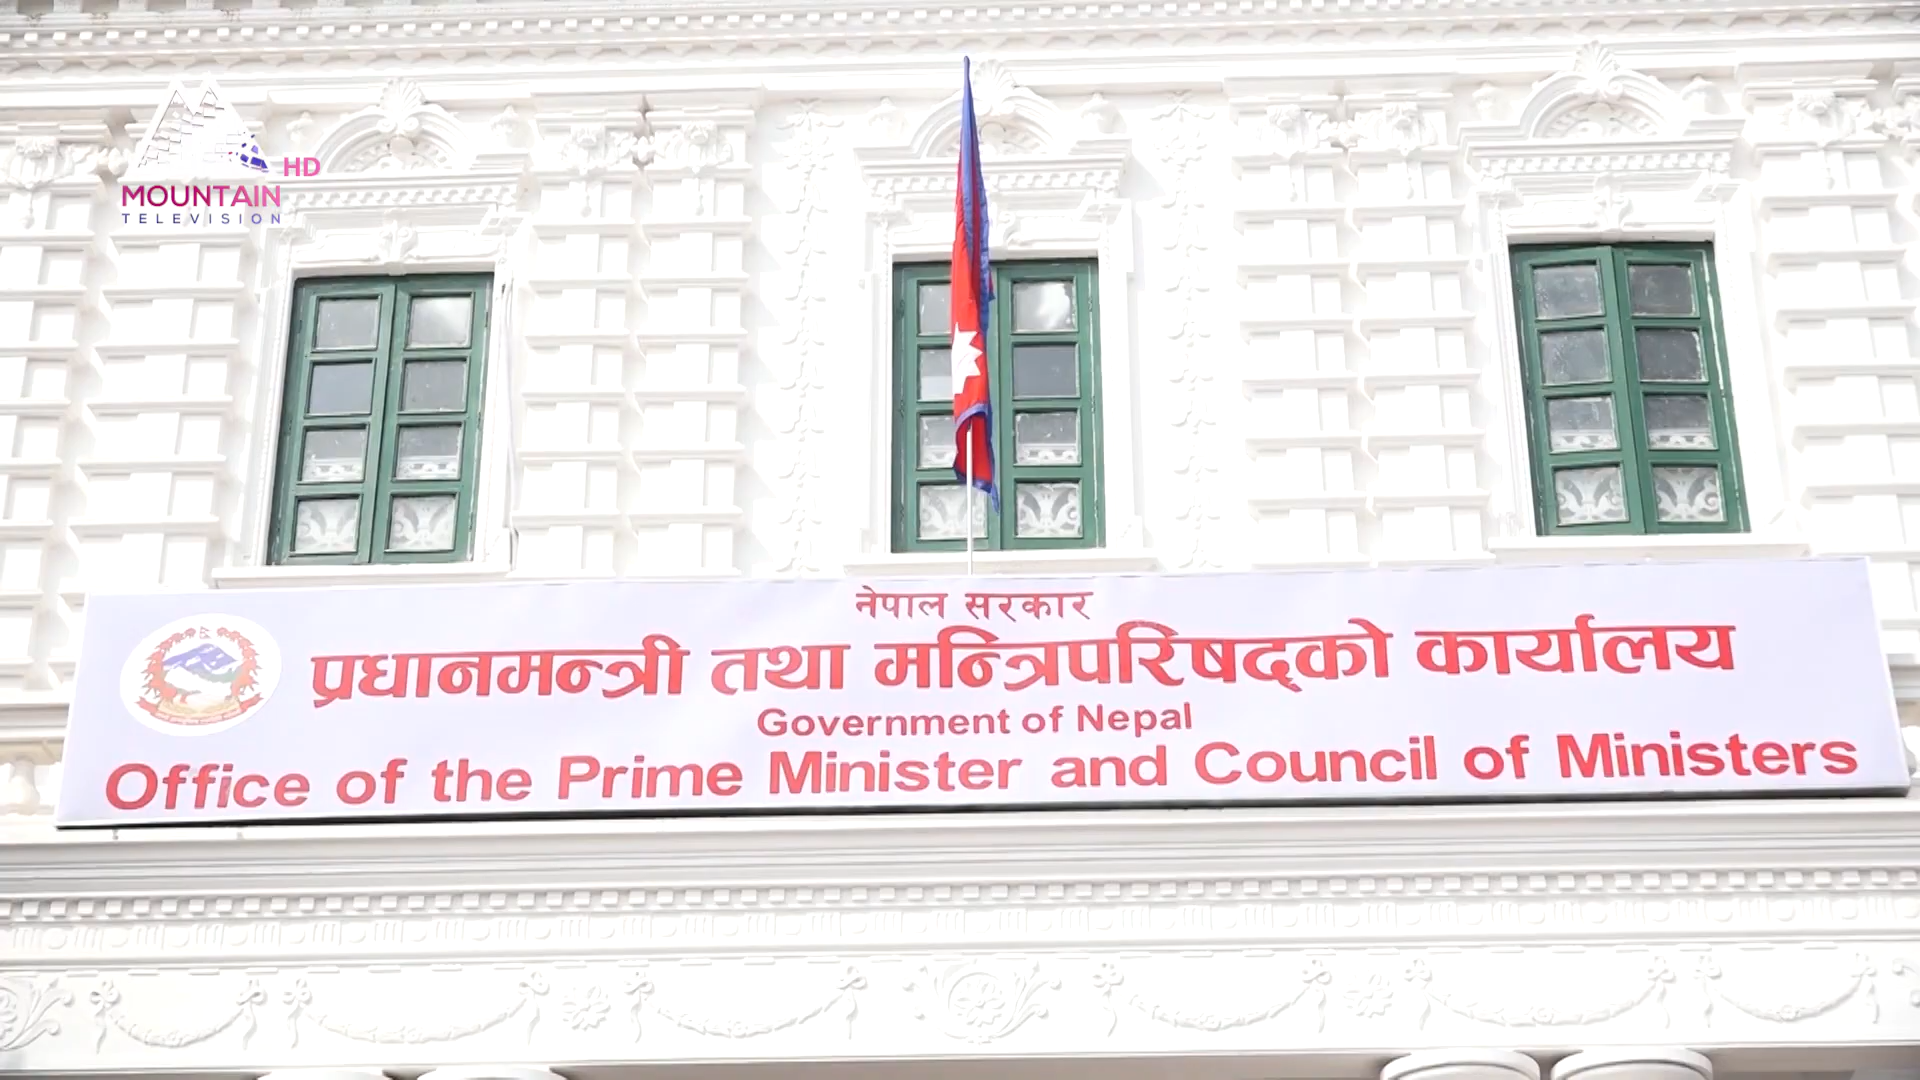 MOUNTAIN HD
TELEVISION
नेपाल सरकार
प्रधानमन्त्री तथा मन्त्रिपरिषद्को कार्यालय
Government of Nepal
Office of the Prime Minister and Council of Ministers